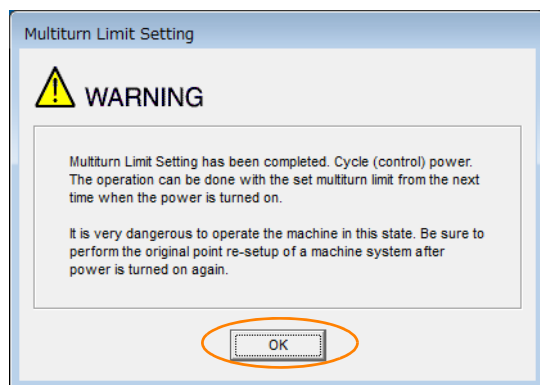 Multiturn Limit Setting
WARNING
Multiturn Limit Setting has been completed. Cycle (control) power.
The operation can be done with the set multiturn limit from the next
time when the power is turned on.
It is very dangerous to operate the machine in this state. Be sure to
perform the original point re-setup of a machine system after
power is turned on again.
OK